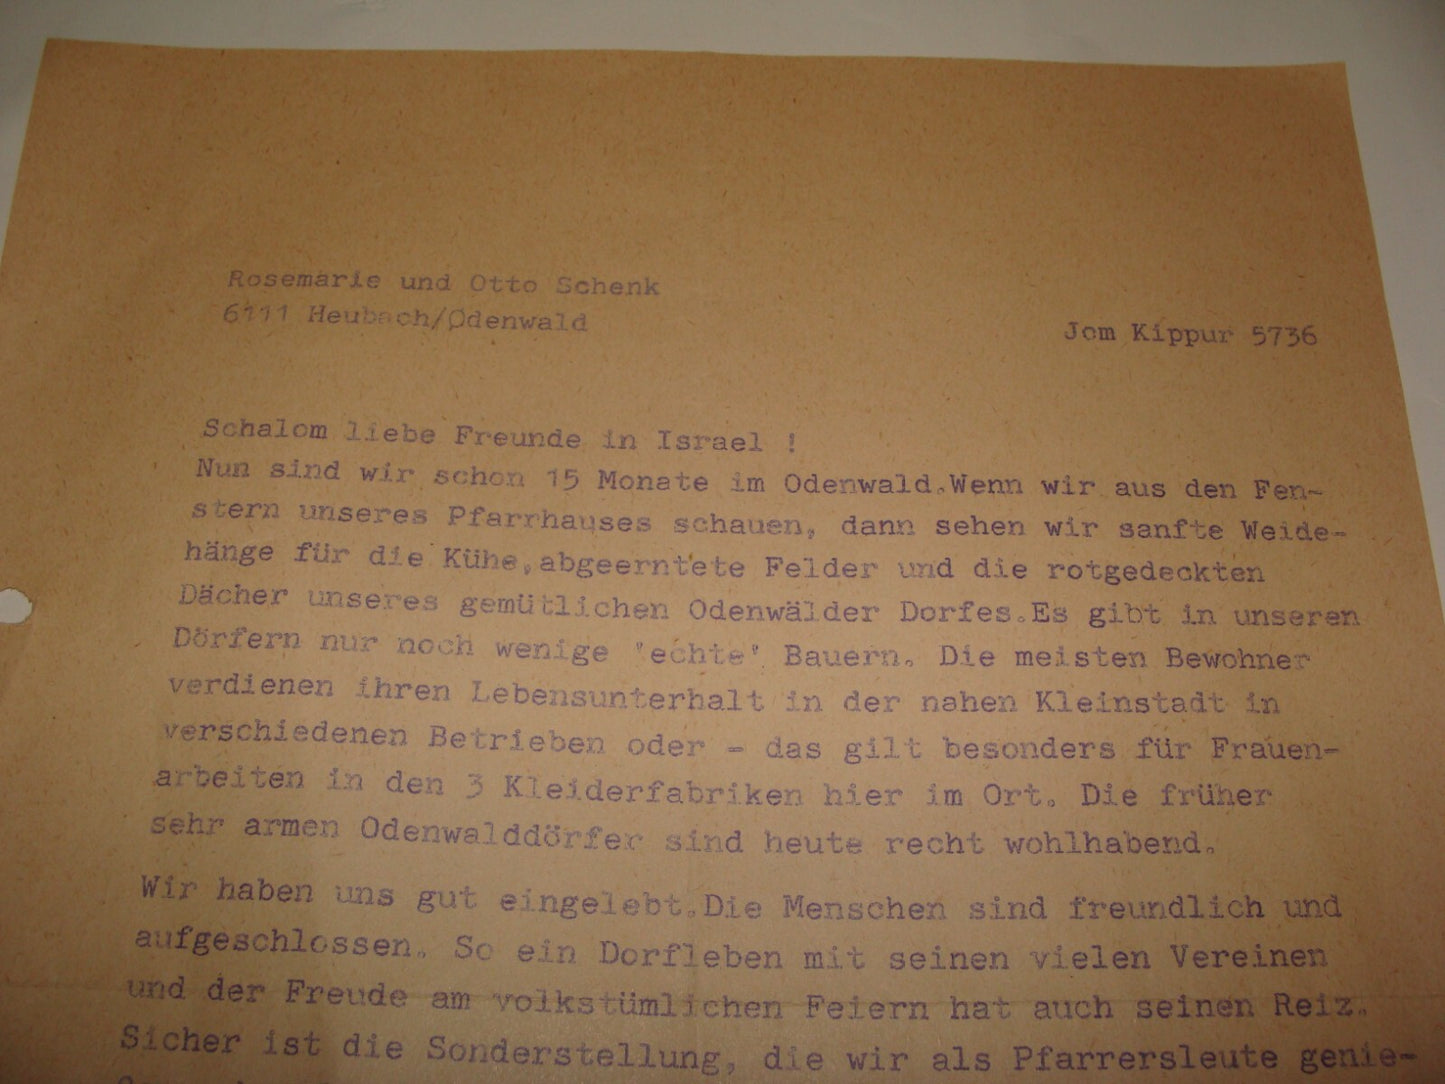 Rosemarie und Otto Schenk
6111 Heubach/Odenwald
Jom Kippur 5736
Schalom liebe Freunde in Israel !
Nun sind wir schon 15 Monate im Odenwald.Wenn wir aus den Fen-
stern unseres Pfarrhauses schauen, dann sehen wir sanfte Weide-
hänge für die Kühe,abgeerntete Felder und die rotgedeckten
Dächer unseres gemütlichen Odenwälder Dorfes.Es gibt in unseren
Dörfern nur noch wenige 'echte' Bauern. Die meisten Bewohner
verdienen ihren Lebensunterhalt in der nahen Kleinstadt in
verschiedenen Betrieben oder - das gilt besonders für Frauen-
arbeiten in den 3 Kleiderfabriken hier im Ort. Die früher
sehr armen Odenwalddörfer sind heute recht wohlhabend.
Wir haben uns gut eingelebt.Die Menschen sind freundlich und
aufgeschlossen. So ein Dorfleben mit seinen vielen Vereinen
und der Freude am volkstümlichen Feiern hat auch seinen Reiz.
Sicher ist die Sonderstellung, die wir als Pfarrersleute genie-